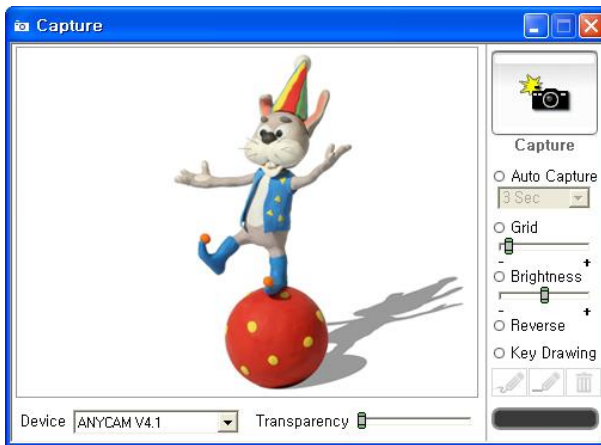 Capture
Capture
Auto Capture
3 Sec
Grid
- +
Brightness
- +
Reverse
Key Drawing
Device ANYCAM V4.1 Transparency